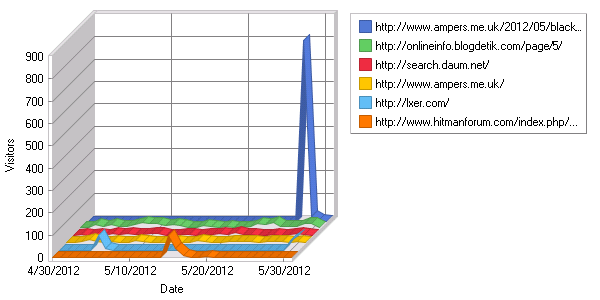 900
800
700
600
500
400
300
200
100
0
Visitors
4/30/2012
5/10/2012
5/20/2012
5/30/2012
Date
http://www.ampers.me.uk/2012/05/black...
http://onlineinfo.blogdetik.com/page/5/
http://search.daum.net/
http://www.ampers.me.uk/
http://lxer.com/
http://www.hitmanforum.com/index.php/...